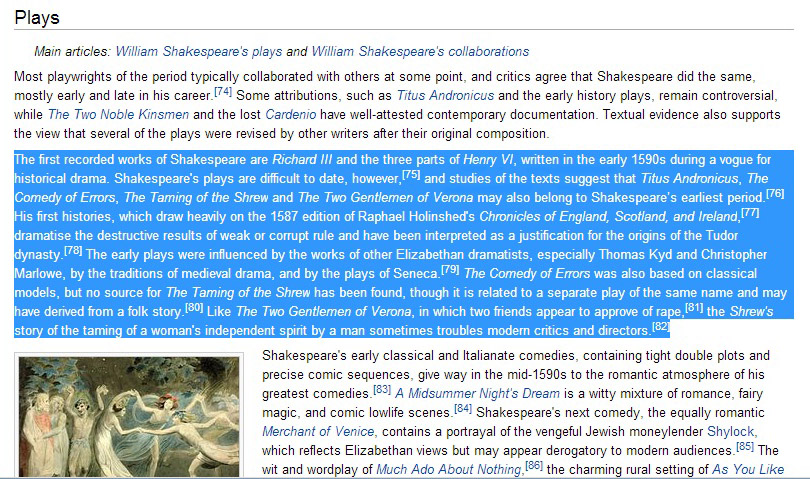 Plays
Main articles: William Shakespeare's plays and William Shakespeare's collaborations
Most playwrights of the period typically collaborated with others at some point, and critics agree that Shakespeare did the same,
mostly early and late in his career.[74] Some attributions, such as Titus Andronicus and the early history plays, remain controversial,
while The Two Noble Kinsmen and the lost Cardenio have well-attested contemporary documentation. Textual evidence also supports
the view that several of the plays were revised by other writers after their original composition.
The first recorded works of Shakespeare are Richard III and the three parts of Henry VI, written in the early 1590s during a vogue for
historical drama. Shakespeare's plays are difficult to date, however,[75] and studies of the texts suggest that Titus Andronicus, The
Comedy of Errors, The Taming of the Shrew and The Two Gentlemen of Verona may also belong to Shakespeare's earliest period.[76]
His first histories, which draw heavily on the 1587 edition of Raphael Holinshed's Chronicles of England, Scotland, and Ireland,[77]
dramatise the destructive results of weak or corrupt rule and have been interpreted as a justification for the origins of the Tudor
dynasty.[78] The early plays were influenced by the works of other Elizabethan dramatists, especially Thomas Kyd and Christopher
Marlowe, by the traditions of medieval drama, and by the plays of Seneca.[79] The Comedy of Errors was also based on classical
models, but no source for The Taming of the Shrew has been found, though it is related to a separate play of the same name and may
have derived from a folk story.[80] Like The Two Gentlemen of Verona, in which two friends appear to approve of rape,[81] the Shrew's
story of the taming of a woman's independent spirit by a man sometimes troubles modern critics and directors.[82]
Shakespeare's early classical and Italianate comedies, containing tight double plots and
precise comic sequences, give way in the mid-1590s to the romantic atmosphere of his
greatest comedies.[83] A Midsummer Night's Dream is a witty mixture of romance, fairy
magic, and comic lowlife scenes.[84] Shakespeare's next comedy, the equally romantic
Merchant of Venice, contains a portrayal of the vengeful Jewish moneylender Shylock,
which reflects Elizabethan views but may appear derogatory to modern audiences.[85] The
wit and wordplay of Much Ado About Nothing,[86] the charming rural setting of As You Like